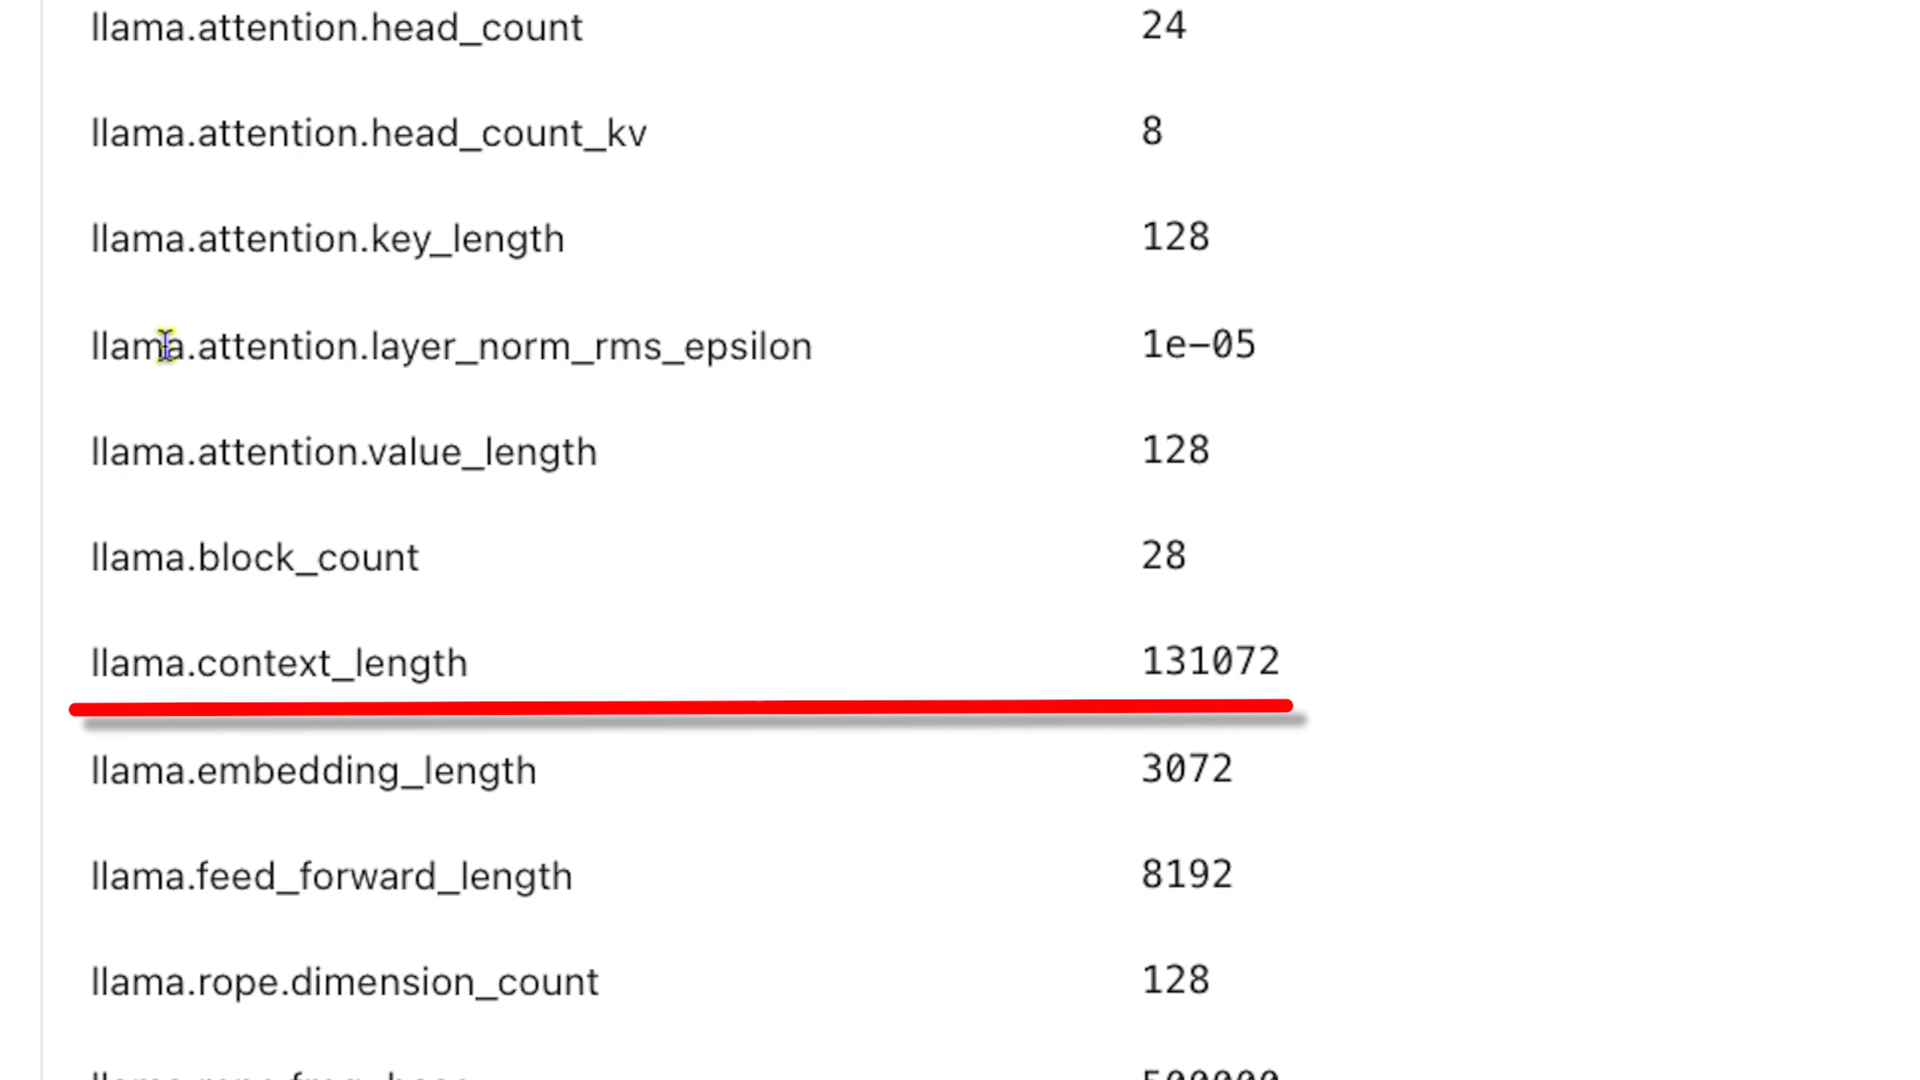 llama.attention.head_count 24
llama.attention.head_count_kv 8
llama.attention.key_length 128
llama.attention.layer_norm_rms_epsilon 1e-05
llama.attention.value_length 128
llama.block_count 28
llama.context_length 131072
llama.embedding_length 3072
llama.feed_forward_length 8192
llama.rope.dimension_count 128